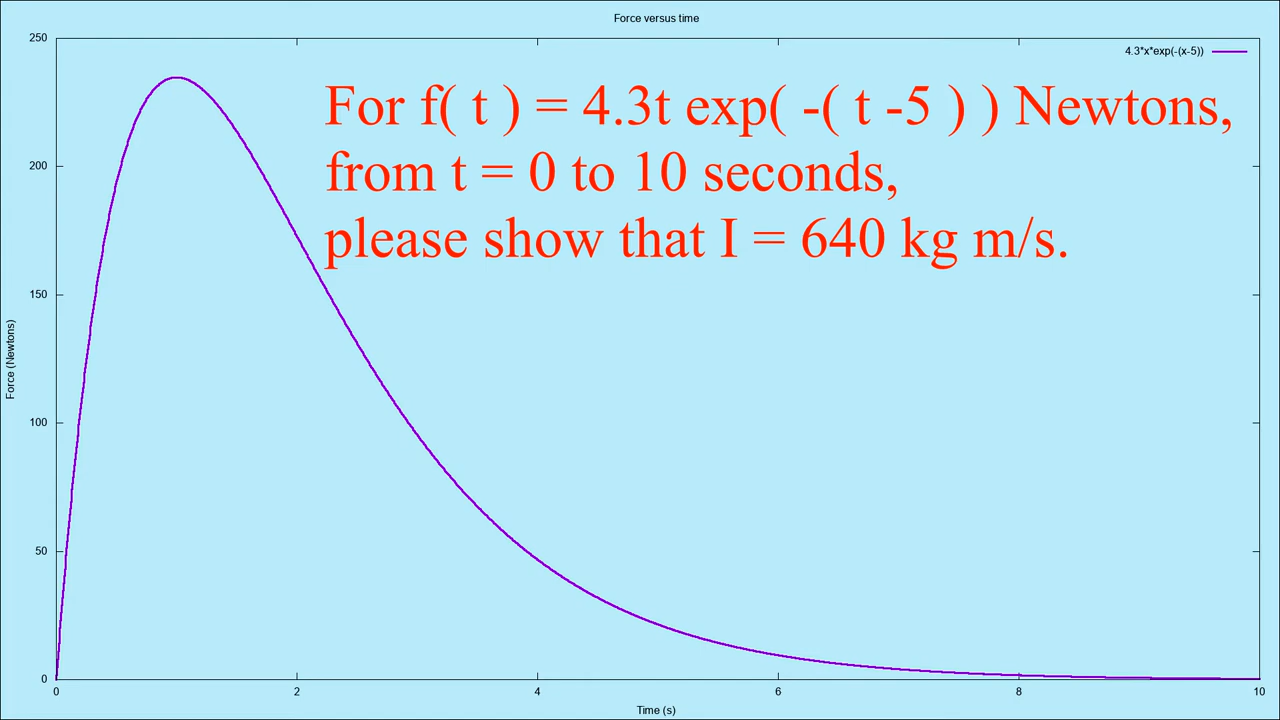 Force versus time
4.3*x*exp(-(x-5))
For f( t ) = 4.3t exp( -( t -5 ) ) Newtons,
from t = 0 to 10 seconds,
please show that I = 640 kg m/s.
250
200
150
100
50
0
Force (Newtons)
0 2 4 6 8 10
Time (s)